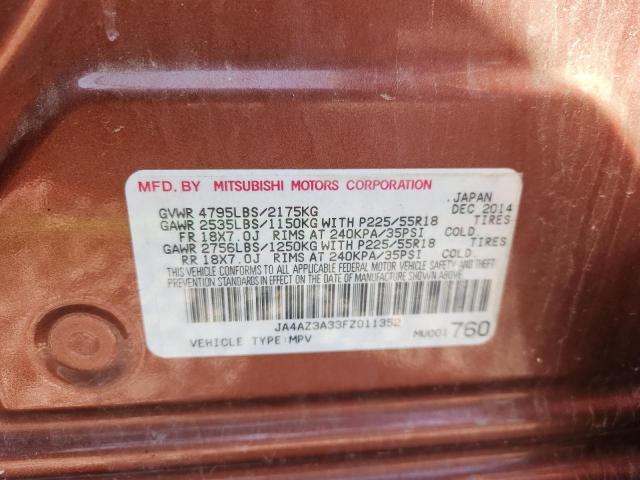 MFD. BY MITSUBISHI MOTORS CORPORATION
. JAPAN
GVWR 4795LBS/2175KG DEC 2014
GAWR 2535LBS/1150KG WITH P225/55R18 TIRES
FR 18X7.0J RIMS AT 240KPA/35PSI COLD.
GAWR 2756LBS/1250KG WITH P225/55R18 TIRES
RR 18X7.0J RIMS AT 240KPA/35PSI COLD.
THIS VEHICLE CONFORMS TO ALL APPLICABLE FEDERAL MOTOR VEHICLE SAFETY AND THEFT
PREVENTION STANDARDS IN EFFECT ON THE DATE OF MANUFACTURE SHOWN ABOVE.
JA4AZ3A33FZ011352
VEHICLE TYPE: MPV MU001 760